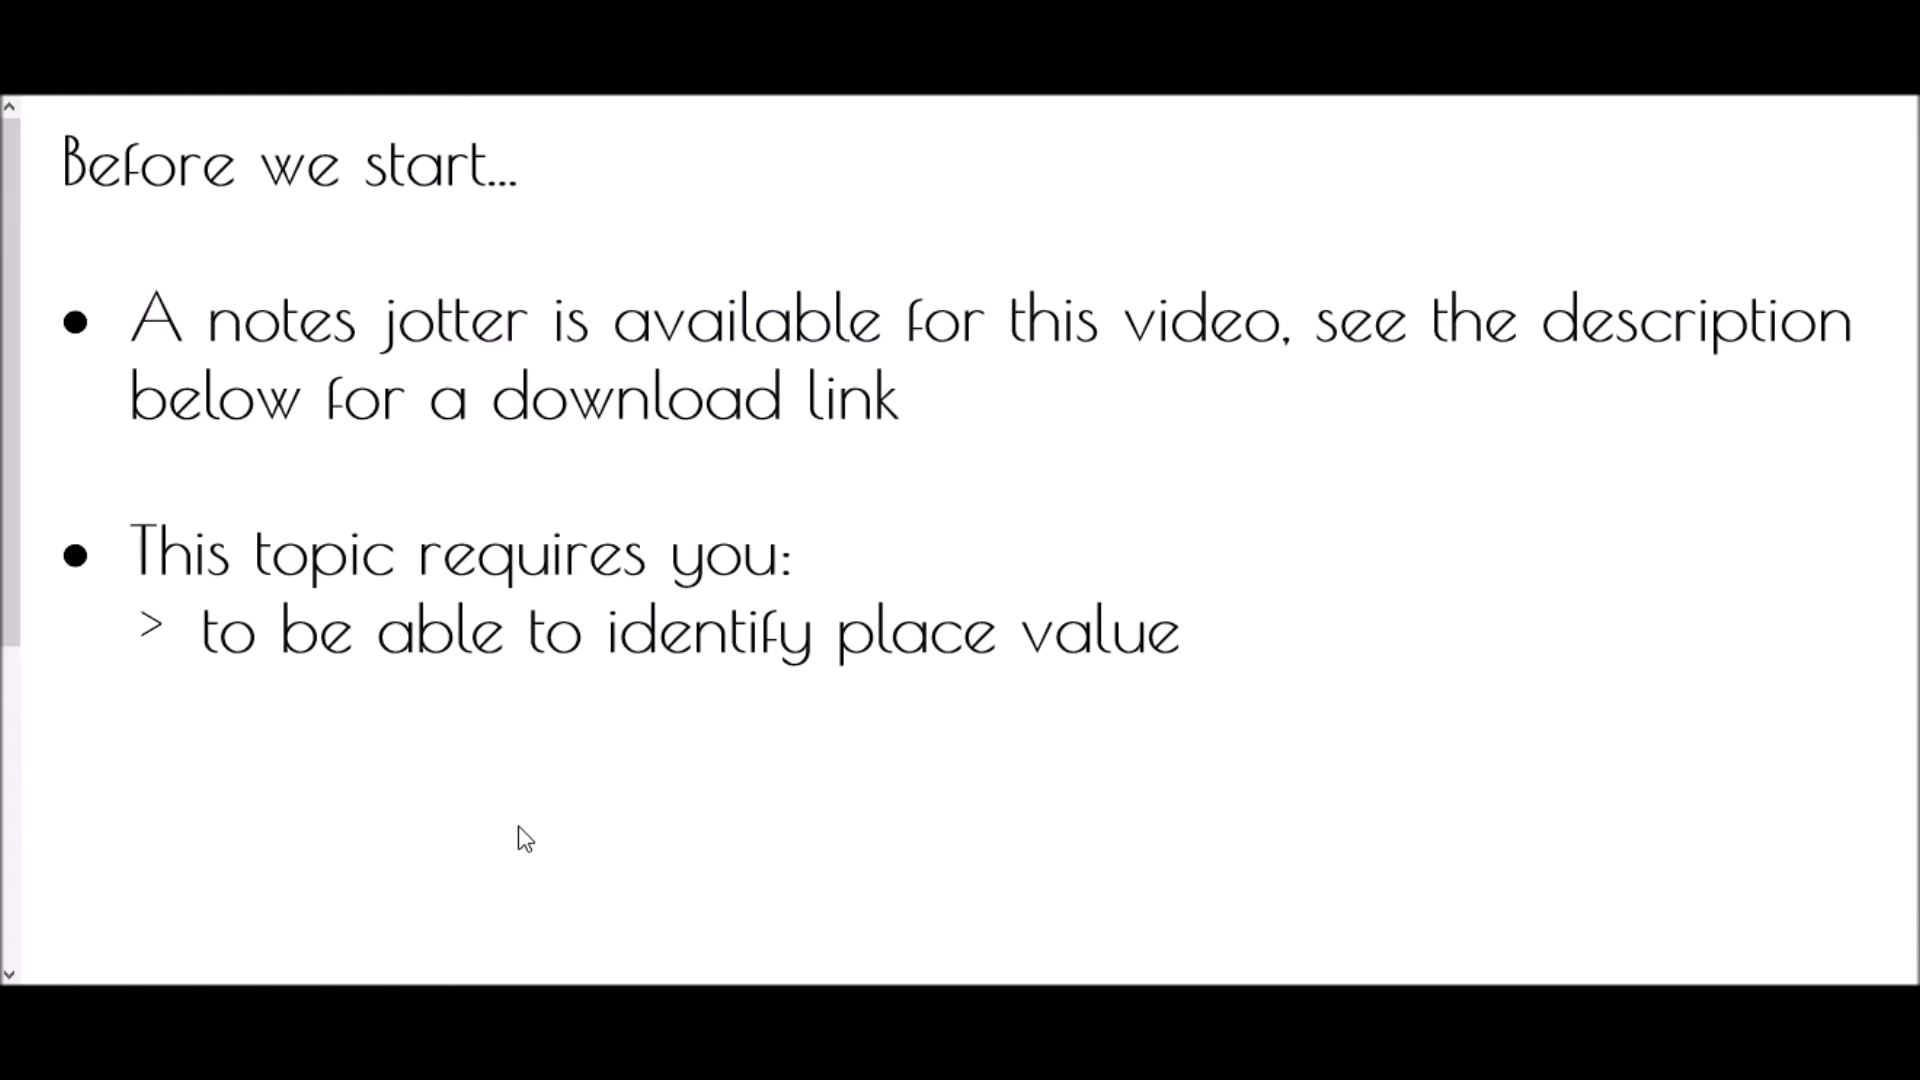 Before we start...
● A notes jotter is available for this video, see the description
below for a download link
● This topic requires you:
> to be able to identify place value